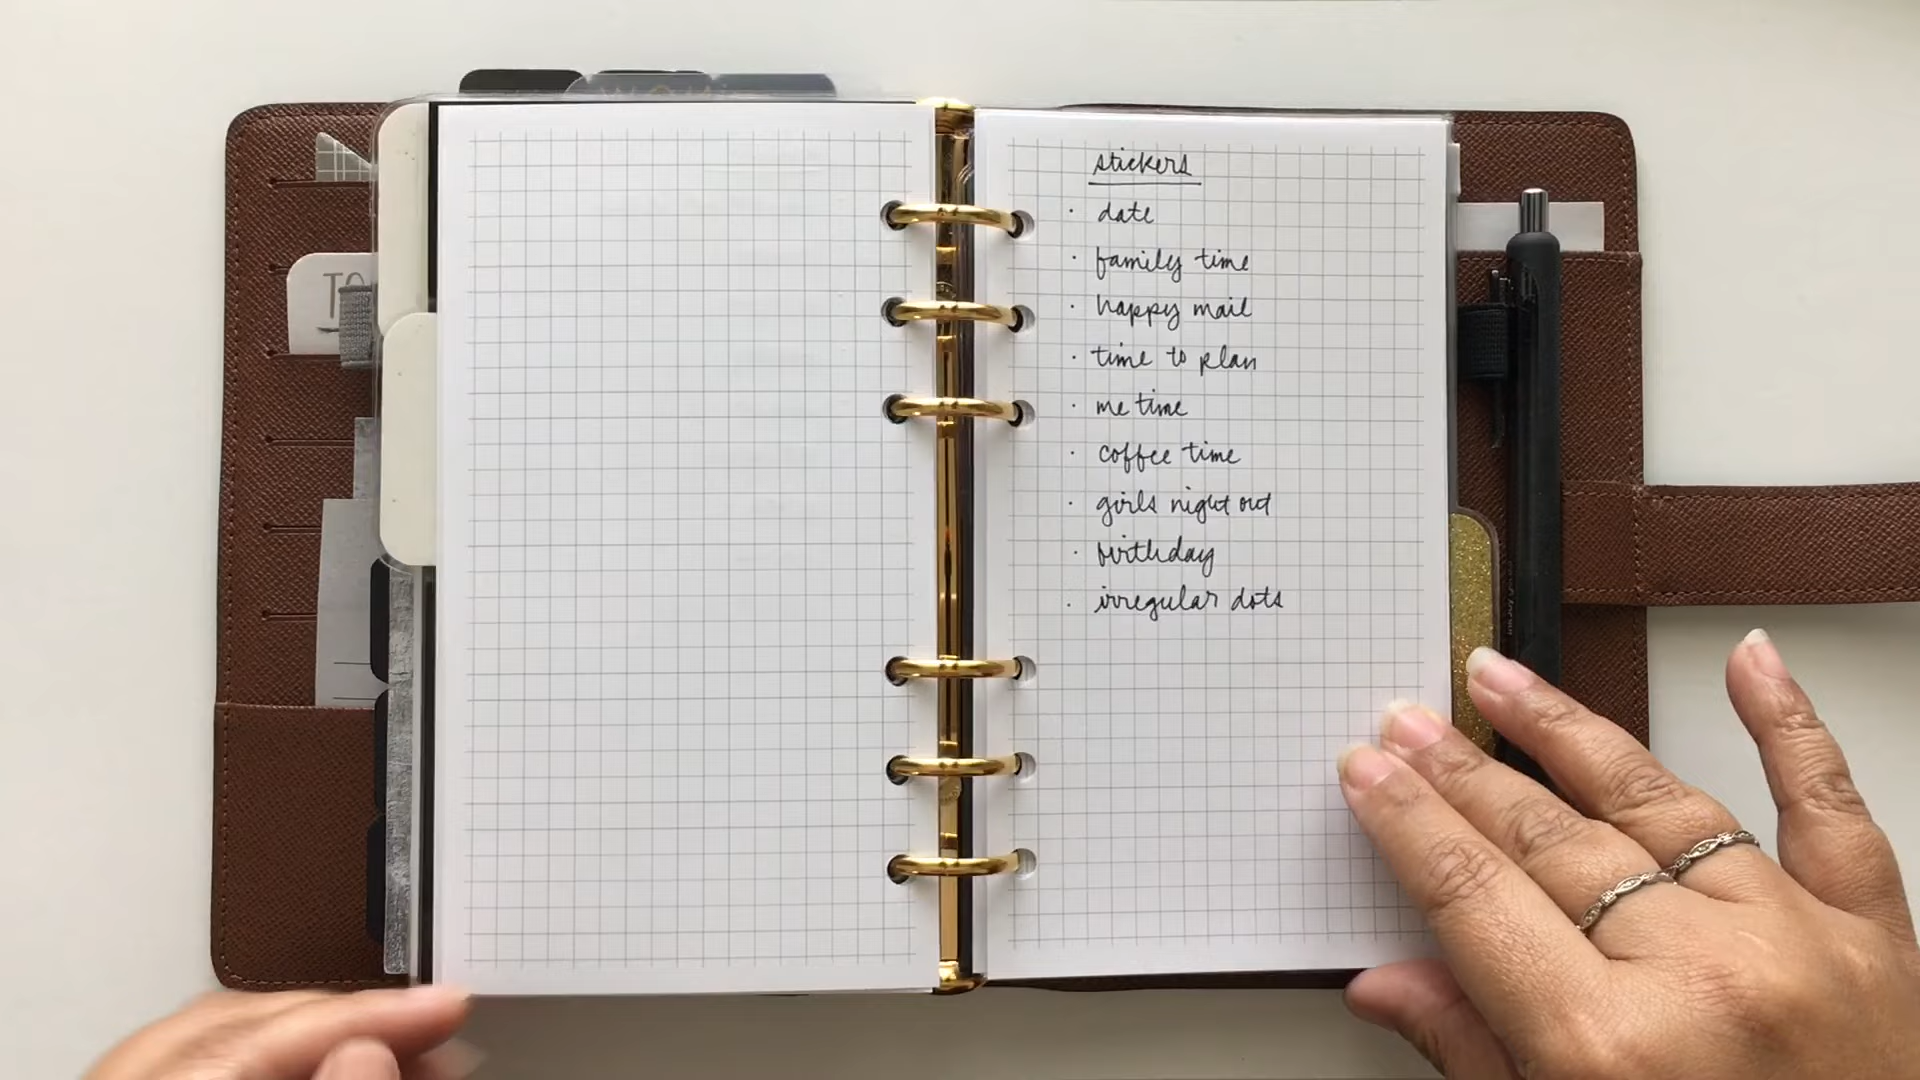 TO
stickers
· date
· family time
· happy mail
· time to plan
· me time
· coffee time
· girls night out
· birthday
· irregular dots